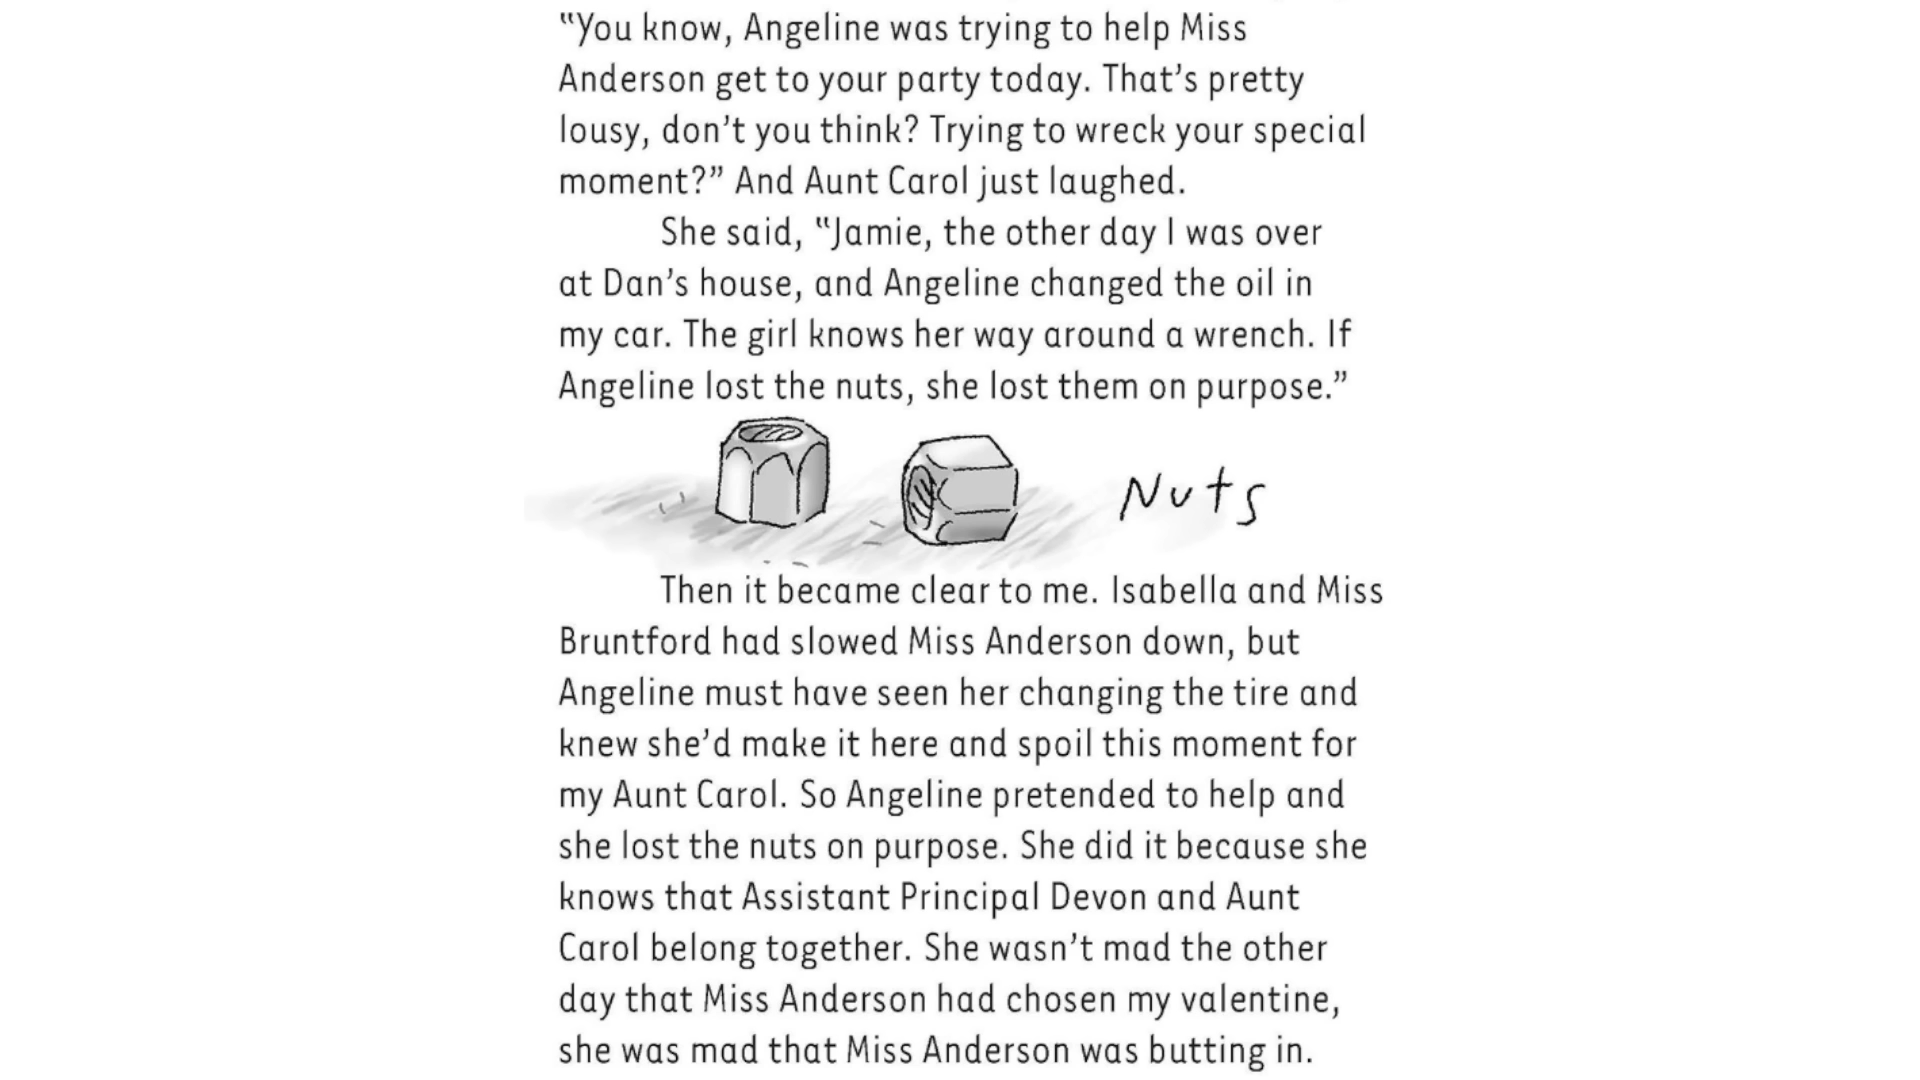 "You know, Angeline was trying to help Miss
Anderson get to your party today. That's pretty
lousy, don't you think? Trying to wreck your special
moment?" And Aunt Carol just laughed.
She said, "Jamie, the other day I was over
at Dan's house, and Angeline changed the oil in
my car. The girl knows her way around a wrench. If
Angeline lost the nuts, she lost them on purpose."
Nuts
Then it became clear to me. Isabella and Miss
Bruntford had slowed Miss Anderson down, but
Angeline must have seen her changing the tire and
knew she'd make it here and spoil this moment for
my Aunt Carol. So Angeline pretended to help and
she lost the nuts on purpose. She did it because she
knows that Assistant Principal Devon and Aunt
Carol belong together. She wasn't mad the other
day that Miss Anderson had chosen my valentine,
she was mad that Miss Anderson was butting in.